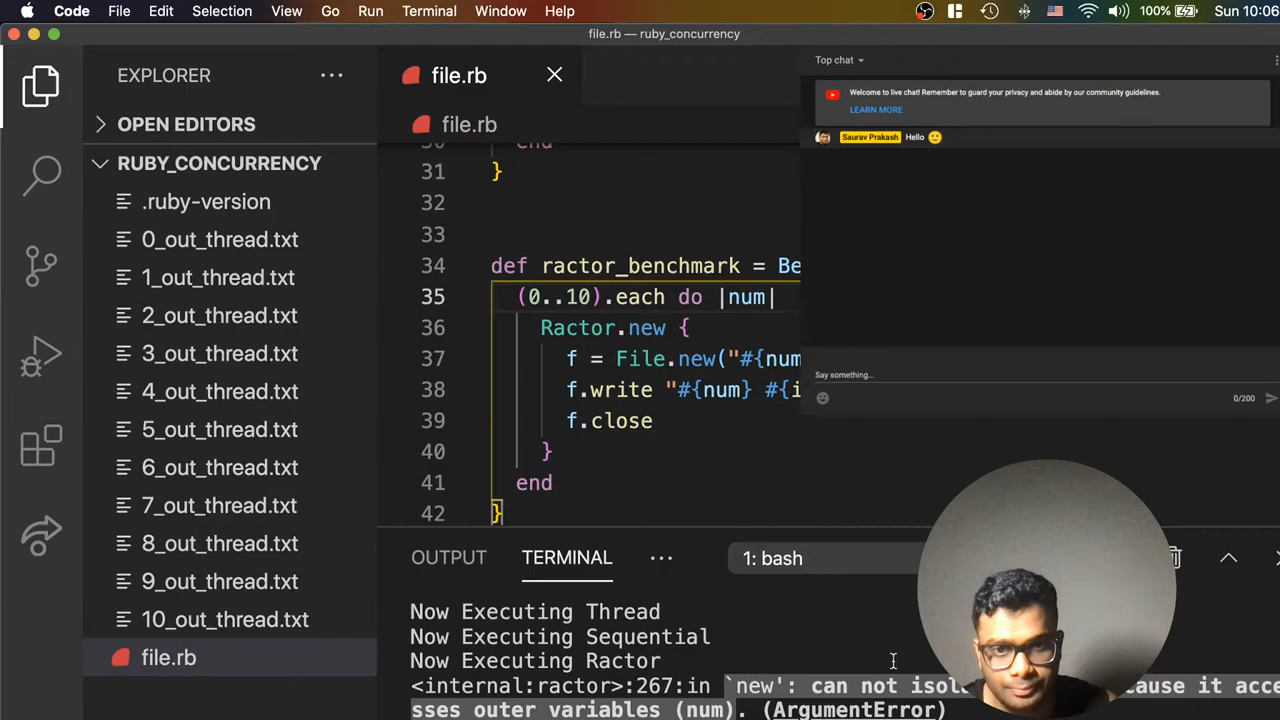 Code File Edit Selection View Go Run Terminal Window Help 100% Sun 10:06
file.rb — ruby_concurrency
EXPLORER
file.rb
Top chat
Welcome to live chat! Remember to guard your privacy and abide by our community guidelines.
LEARN MORE
OPEN EDITORS
file.rb
Saurav Prakash Hello
RUBY_CONCURRENCY
30 end
31 }
.ruby-version
32
0_out_thread.txt
33
1_out_thread.txt
34 def ractor_benchmark = Be
35 (0..10).each do |num|
2_out_thread.txt
36 Ractor.new {
3_out_thread.txt
37 f = File.new("#{num
4_out_thread.txt
38 f.write "#{num} #{i
Say something...
0/200
5_out_thread.txt
39 f.close
6_out_thread.txt
40 }
7_out_thread.txt
41 end
8_out_thread.txt
42 }
9_out_thread.txt
OUTPUT TERMINAL 1: bash
10_out_thread.txt
Now Executing Thread
Now Executing Sequential
file.rb
Now Executing Ractor
<internal:ractor>:267:in `new': can not isol cause it acce
sses outer variables (num). (ArgumentError)